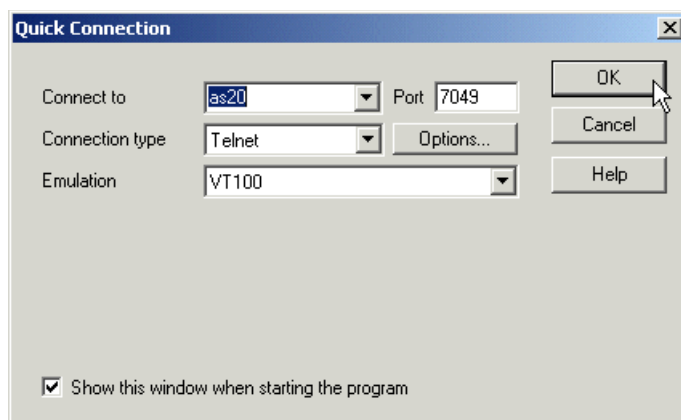 Quick Connection
Connect to as20 Port 7049 OK
Connection type Telnet Options... Cancel
Emulation VT100 Help
Show this window when starting the program